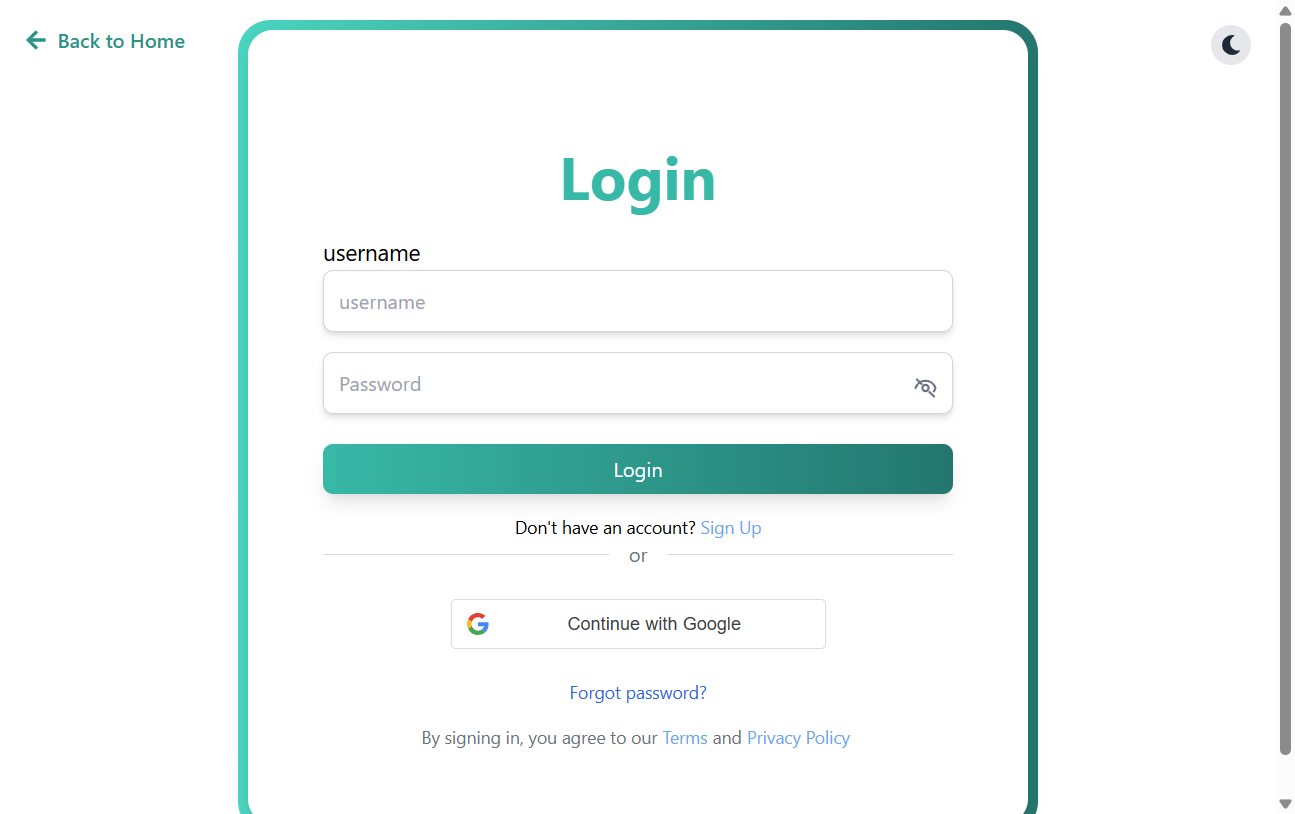 Back to Home
Login
username
username
Password
Login
Don't have an account? Sign Up
or
Continue with Google
Forgot password?
By signing in, you agree to our Terms and Privacy Policy